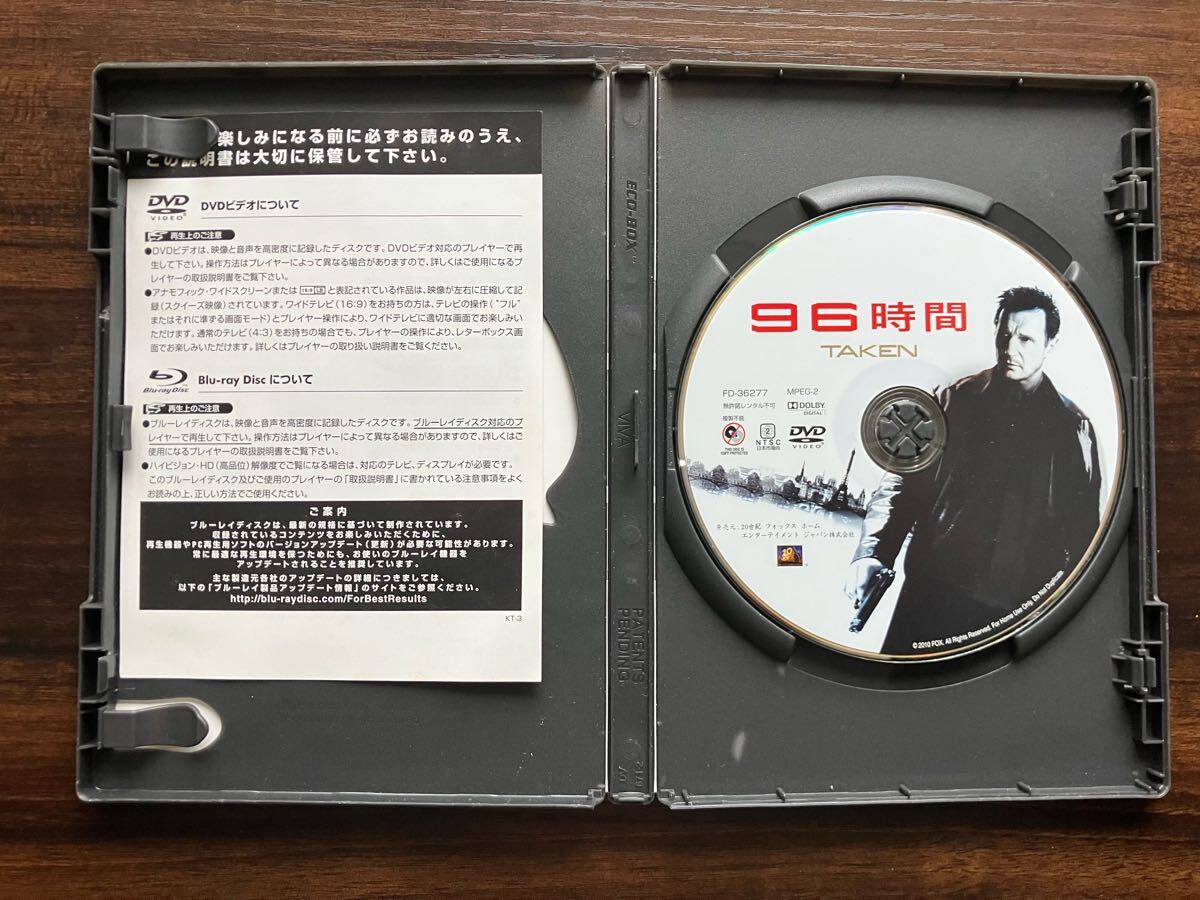 楽しみになる前に必ずお読みのうえ、
この説明書は大切に保管して下さい。
DVD
VIDEO
DVDビデオについて
再生上のご注意
●DVDビデオは、映像と音声を高密度に記録したディスクです。DVDビデオ対応のプレイヤーで再
生して下さい。操作方法はプレイヤーによって異なる場合がありますので、詳しくはご使用になるプ
レイヤーの取扱説明書をご覧下さい。
●アナモフィック・ワイドスクリーンまたは 16:9 LB と表記されている作品は、映像が左右に圧縮して記
録(スクイーズ映像)されています。ワイドテレビ(16:9)をお持ちの方は、テレビの操作("フル"
またはそれに準ずる画面モード)とプレイヤー操作により、ワイドテレビに適切な画面でお楽しみい
ただけます。通常のテレビ(4:3)をお持ちの場合でも、プレイヤーの操作により、レターボックス画
面でお楽しみいただけます。詳しくはプレイヤーの取り扱い説明書をご覧ください。
Blu-ray Disc
Blu-ray Disc について
再生上のご注意
●ブルーレイディスクは、映像と音声を高密度に記録したディスクです。ブルーレイディスク対応のプ
レイヤーで再生して下さい。操作方法はプレイヤーによって異なる場合がありますので、詳しくはご使
用になるプレイヤーの取扱説明書をご覧下さい。
●ハイビジョン・HD(高品位)解像度でご覧になる場合は、対応のテレビ、ディスプレイが必要です。
このブルーレイディスク及びご使用のプレイヤーの「取扱説明書」に書かれている注意事項をよく
お読みの上、正しい方法でご使用ください。
ご案内
ブルーレイディスクは、最新の規格に基づいて制作されています。
収録されているコンテンツをお楽しみいただくために、
再生機器やPC再生用ソフトのバージョンアップデート(更新)が必要な可能性があります。
常に最適な再生環境を保つためにも、お使いのブルーレイ機器を
アップデートされることを推奨しています。
主な製造元各社のアップデートの詳細につきましては、
以下の「ブルーレイ製品アップデート情報」のサイトをご参照ください。
http://blu-raydisc.com/ForBestResults
KT-3
ECO-BOX™
VIVA
PATENTS
PENDING
96時間
TAKEN
FD-36277
MPEG-2
無許諾レンタル不可
DOLBY
DIGITAL
複製不能
THIS DISC IS
COPY PROTECTED
2
NTSC
日本市場向
DVD
VIDEO
発売元:20世紀 フォックス ホーム
エンターテイメント ジャパン株式会社
© 2010 FOX. All Rights Reserved. For Home Use Only. Do Not Duplicate.